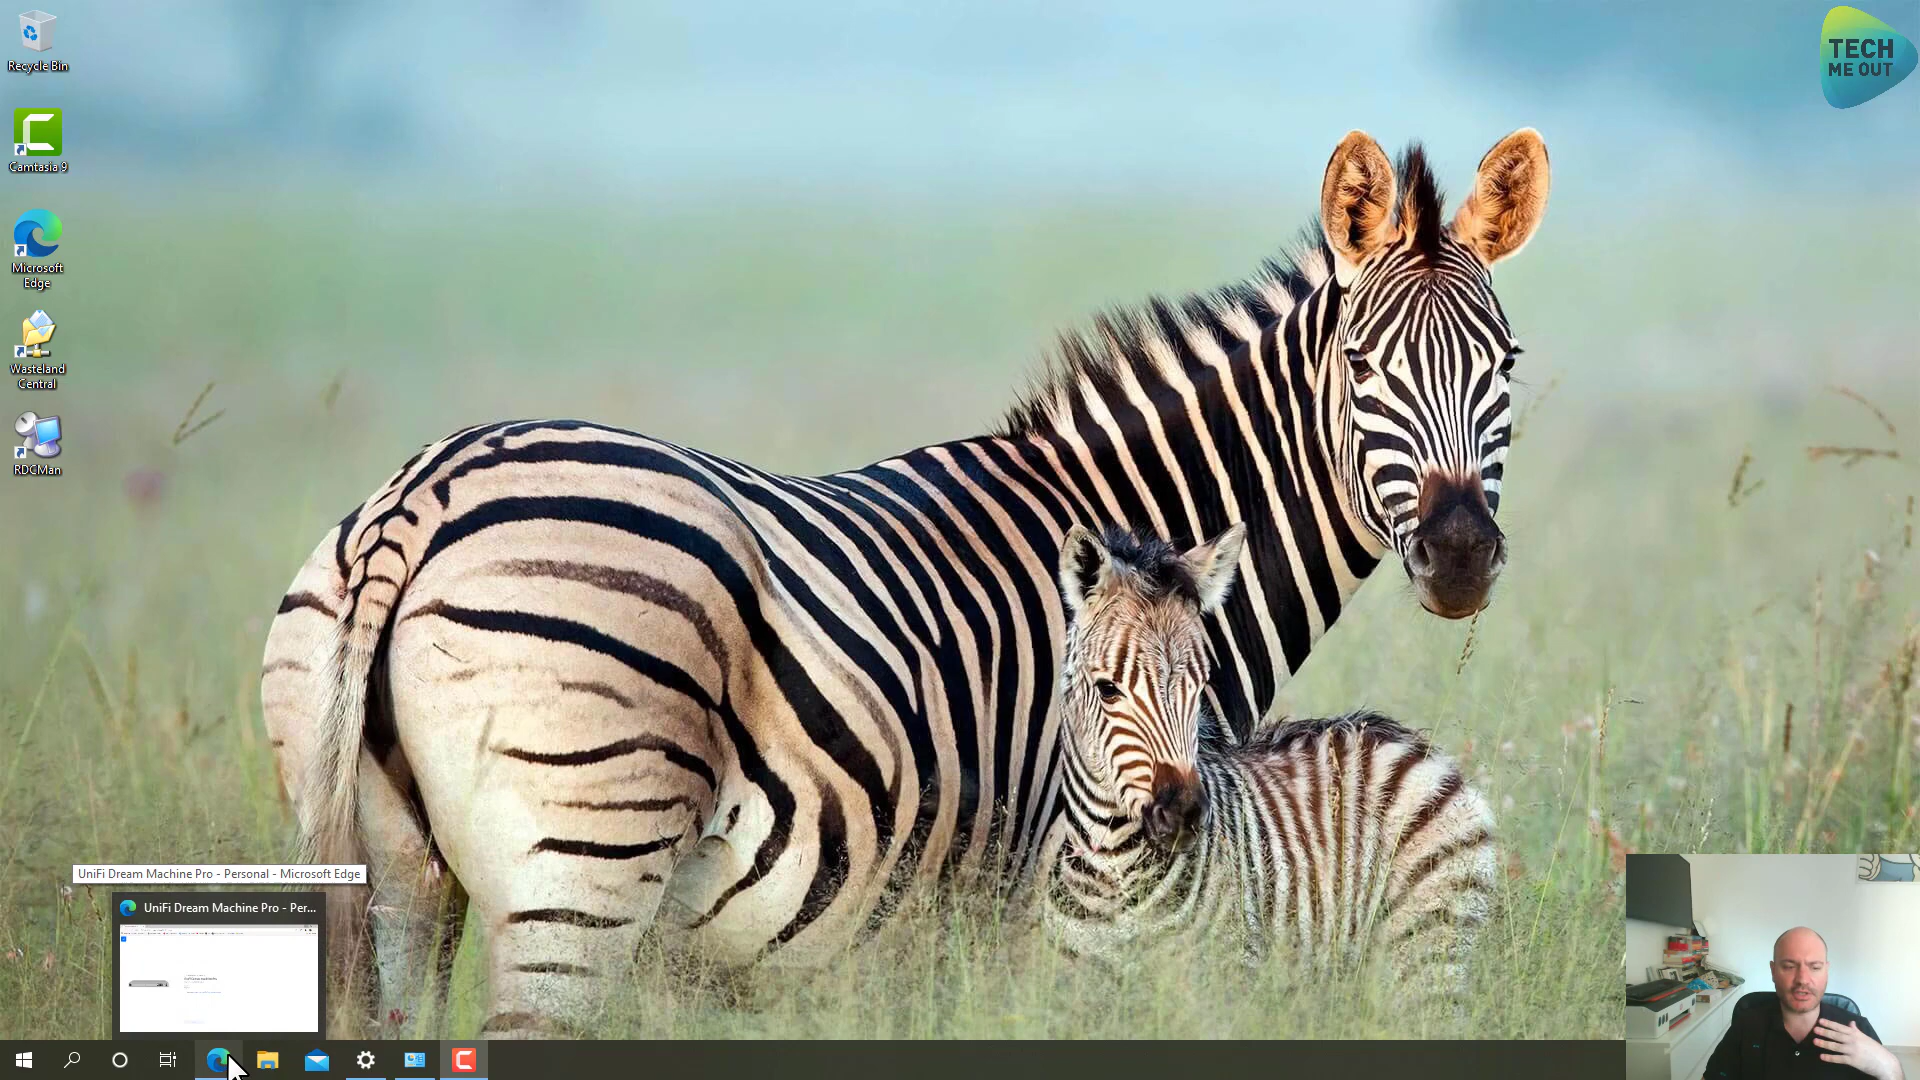 Recycle Bin
TECH
ME OUT
Camtasia 9
Microsoft
Edge
Wasteland
Central
RDCMan
UniFi Dream Machine Pro - Personal - Microsoft Edge
UniFi Dream Machine Pro - Per...